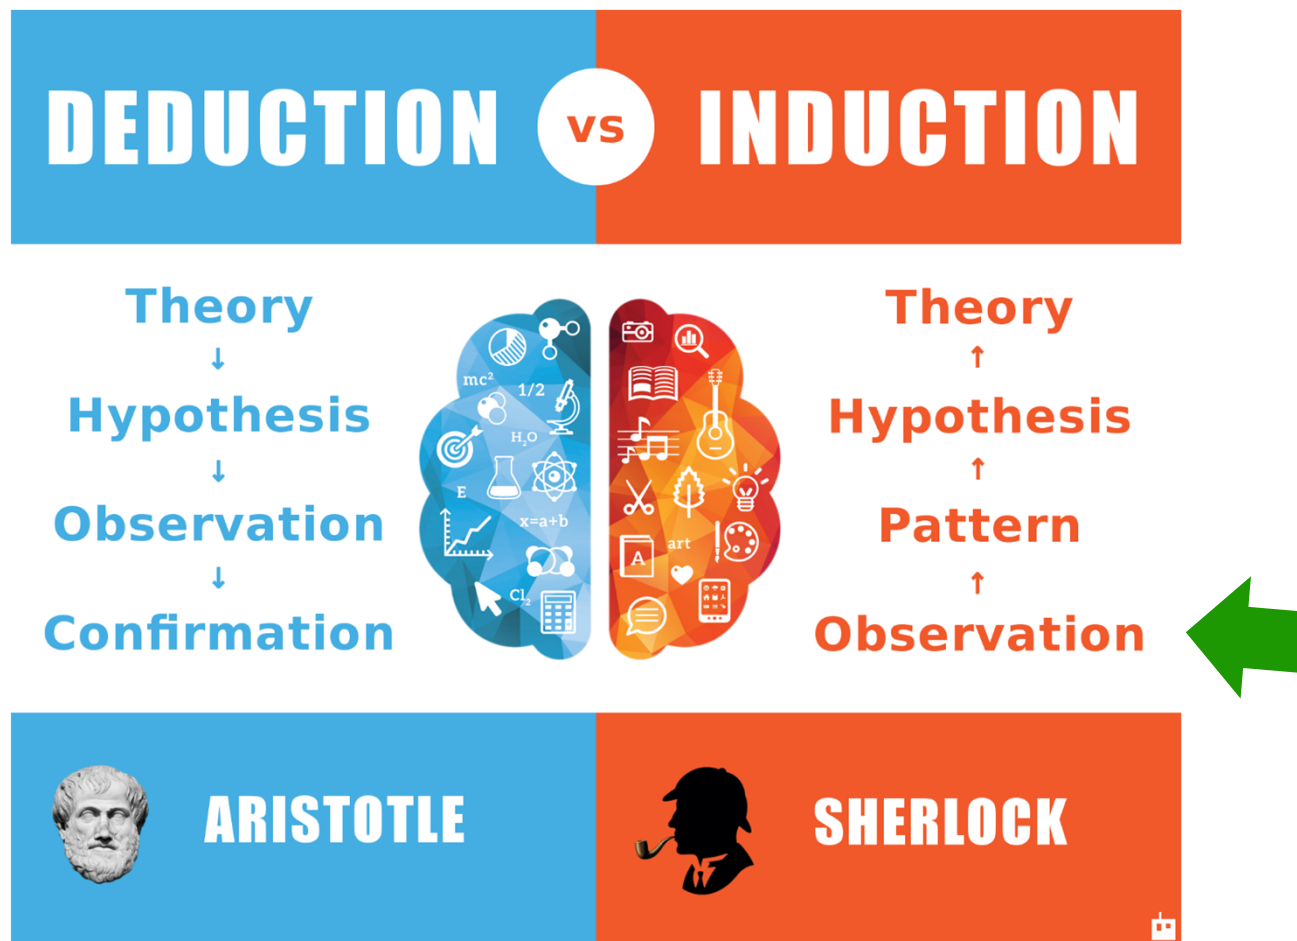 DEDUCTION vs INDUCTION
Theory
↓
Hypothesis
↓
Observation
↓
Confirmation
mc²
1/2
H₂O
E
x=a+b
Cl₂
A
art
Theory
↑
Hypothesis
↑
Pattern
↑
Observation
ARISTOTLE
SHERLOCK